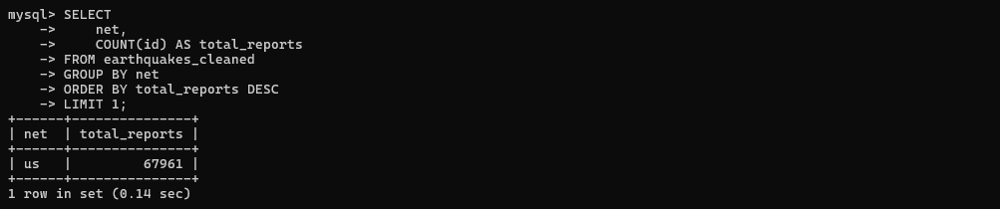 mysql> SELECT
    ->     net,
    ->     COUNT(id) AS total_reports
    -> FROM earthquakes_cleaned
    -> GROUP BY net
    -> ORDER BY total_reports DESC
    -> LIMIT 1;
+------+---------------+
| net  | total_reports |
+------+---------------+
| us   |         67961 |
+------+---------------+
1 row in set (0.14 sec)